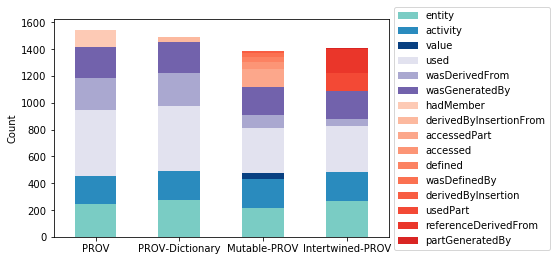 1600
1400
1200
1000
800
600
400
200
0
Count
PROV
PROV-Dictionary
Mutable-PROV
Intertwined-PROV
entity
activity
value
used
wasDerivedFrom
wasGeneratedBy
hadMember
derivedByInsertionFrom
accessedPart
accessed
defined
wasDefinedBy
derivedByInsertion
usedPart
referenceDerivedFrom
partGeneratedBy